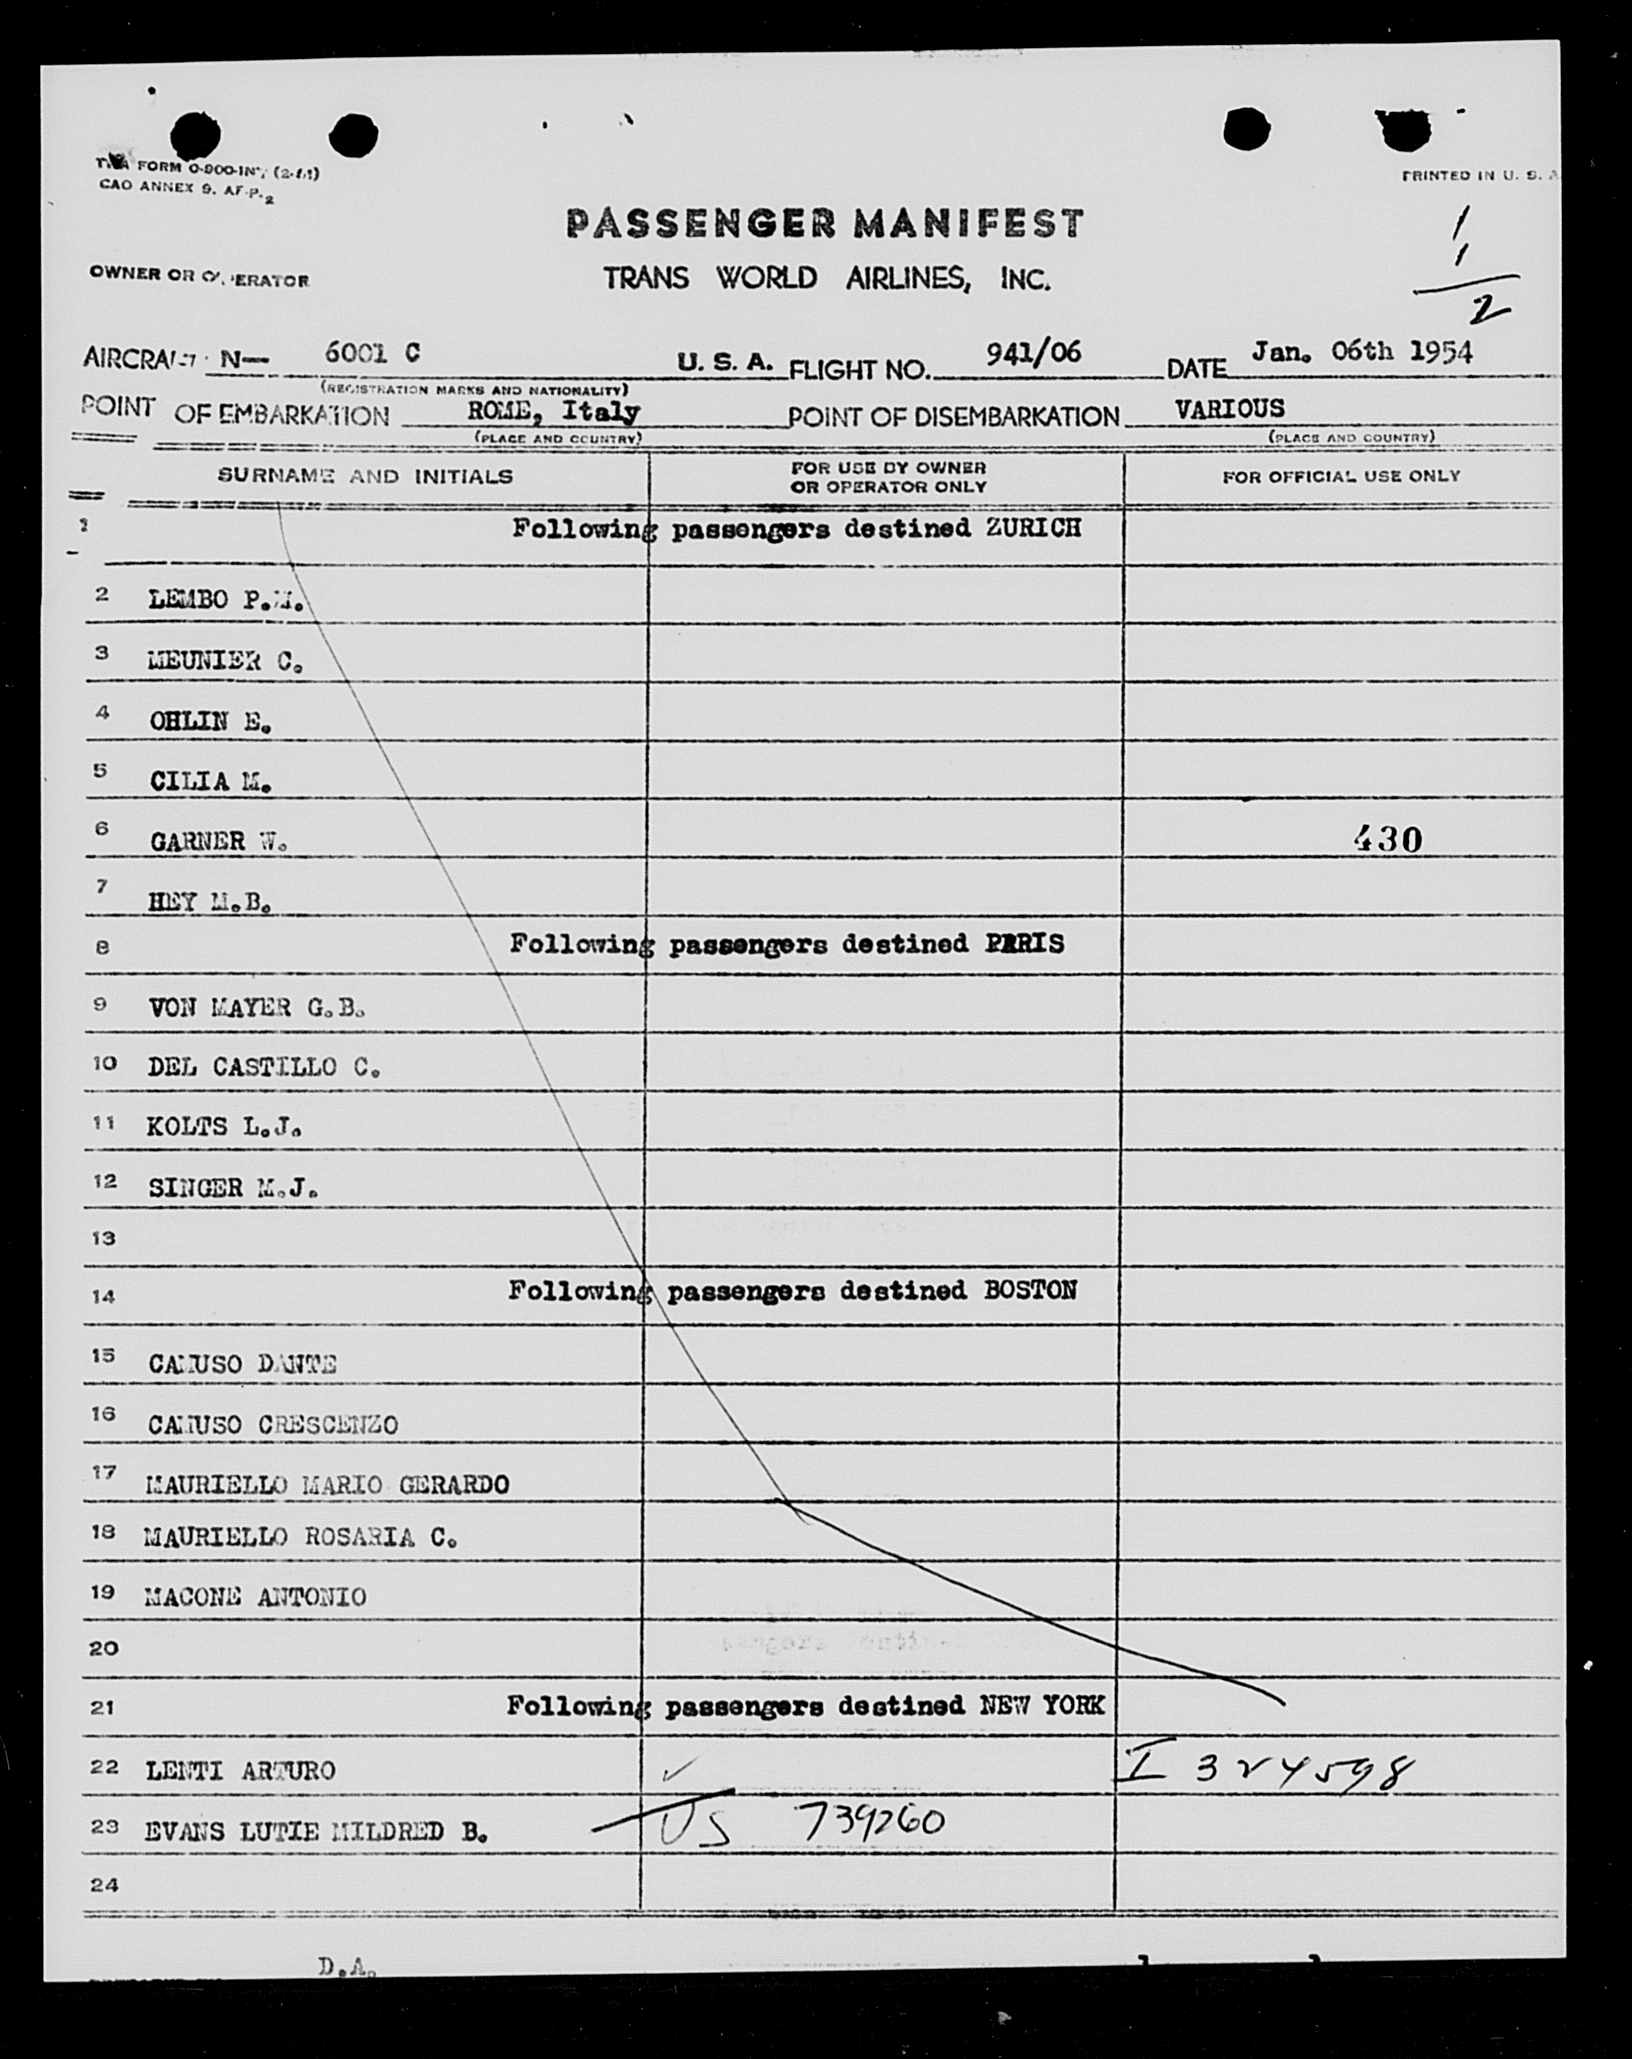 TWA FORM O-900-INT. (2-51)
CAO ANNEX 9. AF-P-2
PRINTED IN U. S. A
PASSENGER MANIFEST
1
1
2
OWNER OR OPERATOR
TRANS WORLD AIRLINES, INC.
AIRCRAFT N— 6001 C U. S. A. FLIGHT NO. 941/06 DATE Jan. 06th 1954
(REGISTRATION MARKS AND NATIONALITY)
POINT OF EMBARKATION ROME, Italy POINT OF DISEMBARKATION VARIOUS
(PLACE AND COUNTRY) (PLACE AND COUNTRY)
SURNAME AND INITIALS FOR USE BY OWNER OR OPERATOR ONLY FOR OFFICIAL USE ONLY
1 Following passengers destined ZURICH
2 LEMBO P.M.
3 MEUNIER C.
4 OHLIN E.
5 CILIA M.
6 GARNER W. 430
7 HEY M.B.
8 Following passengers destined PARIS
9 VON MAYER G.B.
10 DEL CASTILLO C.
11 KOLTS L.J.
12 SINGER M.J.
13
14 Following passengers destined BOSTON
15 CAMUSO DANTE
16 CAMUSO CRESCENZO
17 MAURIELLO MARIO GERARDO
18 MAURIELLO ROSARIA C.
19 MACONE ANTONIO
20
21 Following passengers destined NEW YORK
22 LENTI ARTURO ✓ I 324598
23 EVANS LUTIE MILDRED B. US 739260
24
D.A.